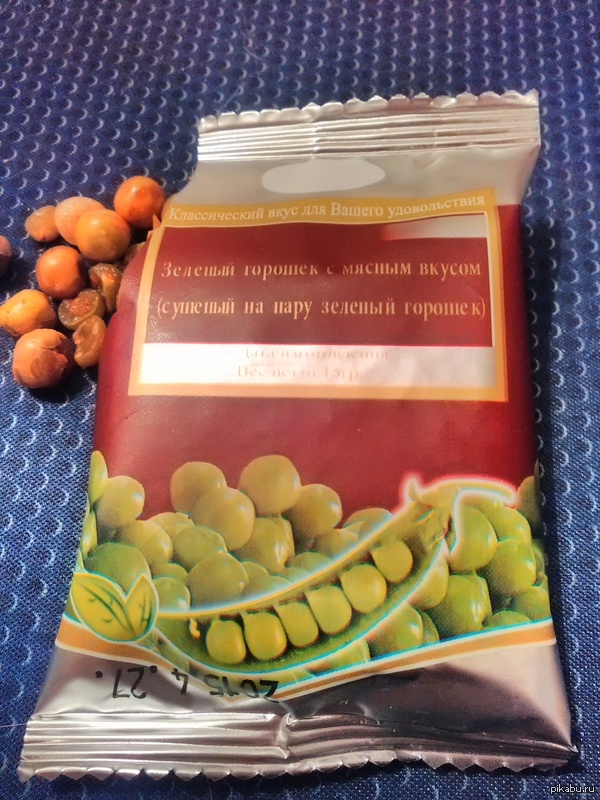 Классический вкус для Вашего удовольствия
Зеленый горошек с мясным вкусом
(сушеный на пару зеленый горошек)
Дата изготовления
Вес нетто 15гр
2015.4.27.
pikabu.ru